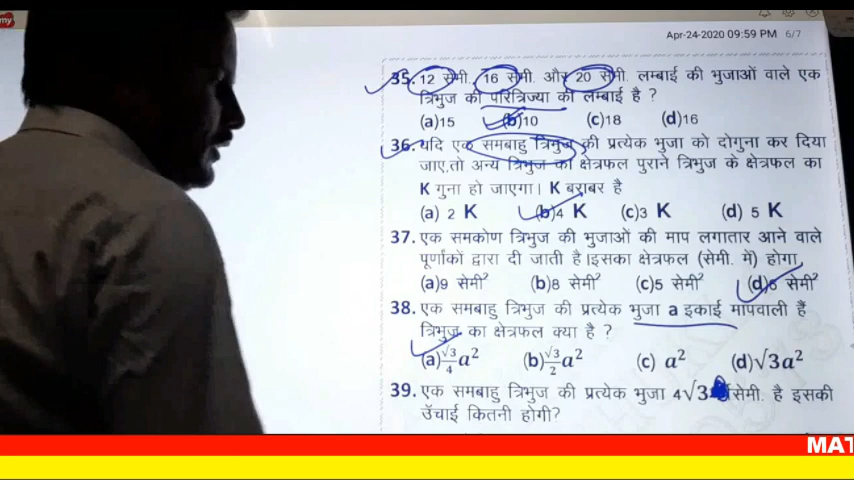 my
Apr-24-2020 09:59 PM 6/7
35. 12 सेमी. 16 सेमी. और 20 सेमी. लम्बाई की भुजाओं वाले एक
त्रिभुज की परित्रिज्या की लम्बाई है ?
(a)15 (b)10 (c)18 (d)16
36. यदि एक समबाहु त्रिभुज की प्रत्येक भुजा को दोगुना कर दिया
जाए,तो अन्य त्रिभुज का क्षेत्रफल पुराने त्रिभुज के क्षेत्रफल का
K गुना हो जाएगा। K बराबर है
(a) 2 K (b)4 K (c)3 K (d) 5 K
37. एक समकोण त्रिभुज की भुजाओं की माप लगातार आने वाले
पूर्णांकों द्वारा दी जाती है।इसका क्षेत्रफल (सेमी. में) होगा
(a)9 सेमी² (b)8 सेमी² (c)5 सेमी² (d)6 सेमी²
38. एक समबाहु त्रिभुज की प्रत्येक भुजा a इकाई मापवाली हैं
त्रिभुज का क्षेत्रफल क्या है ?
(a)√3/4 a² (b)√3/2 a² (c) a² (d)√3a²
39. एक समबाहु त्रिभुज की प्रत्येक भुजा 4√3 सेमी. है इसकी
उँचाई कितनी होगी?
MAT